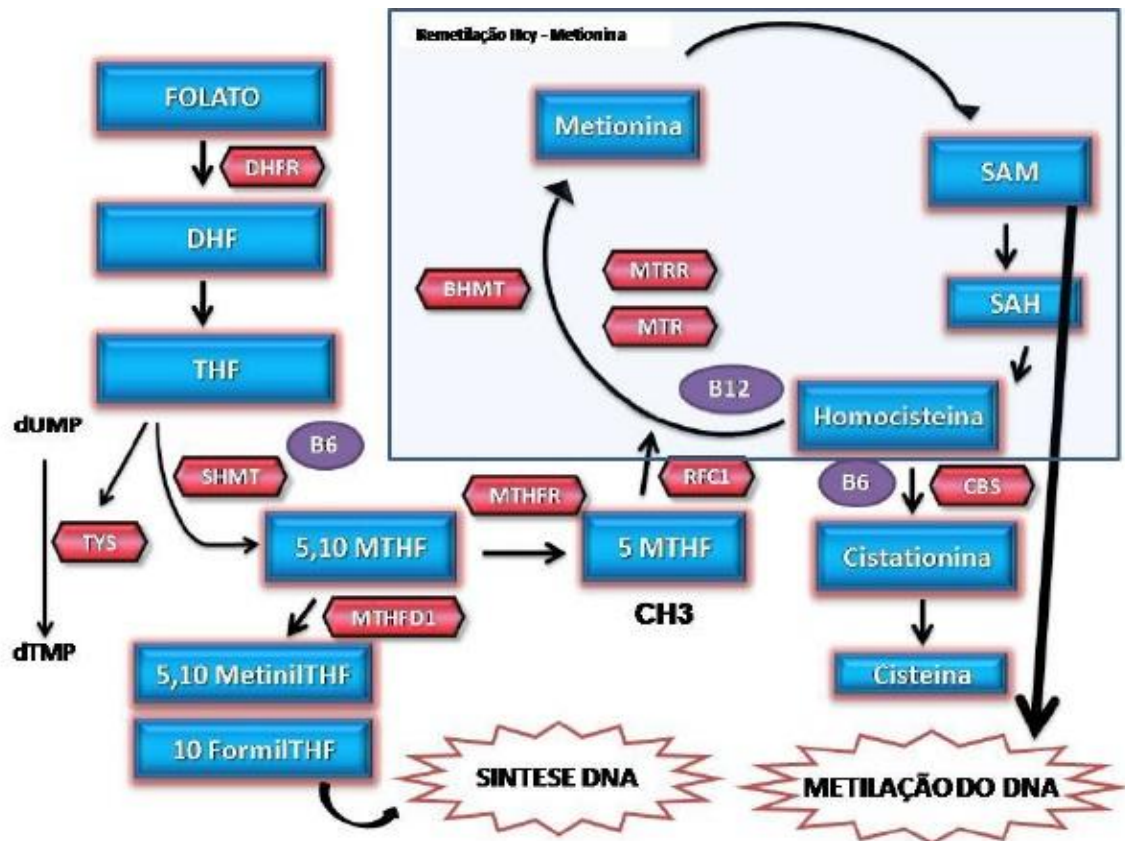 Remetilação Hcy - Metionina
FOLATO
DHFR
DHF
THF
dUMP
TYS
dTMP
SHMT
B6
5,10 MTHF
MTHFR
5 MTHF
CH3
RFC1
MTHFD1
5,10 MetinilTHF
10 FormilTHF
SINTESE DNA
Metionina
SAM
SAH
BHMT
MTRR
MTR
B12
Homocisteina
B6
CBS
Cistationina
Cisteina
METILAÇÃO DO DNA